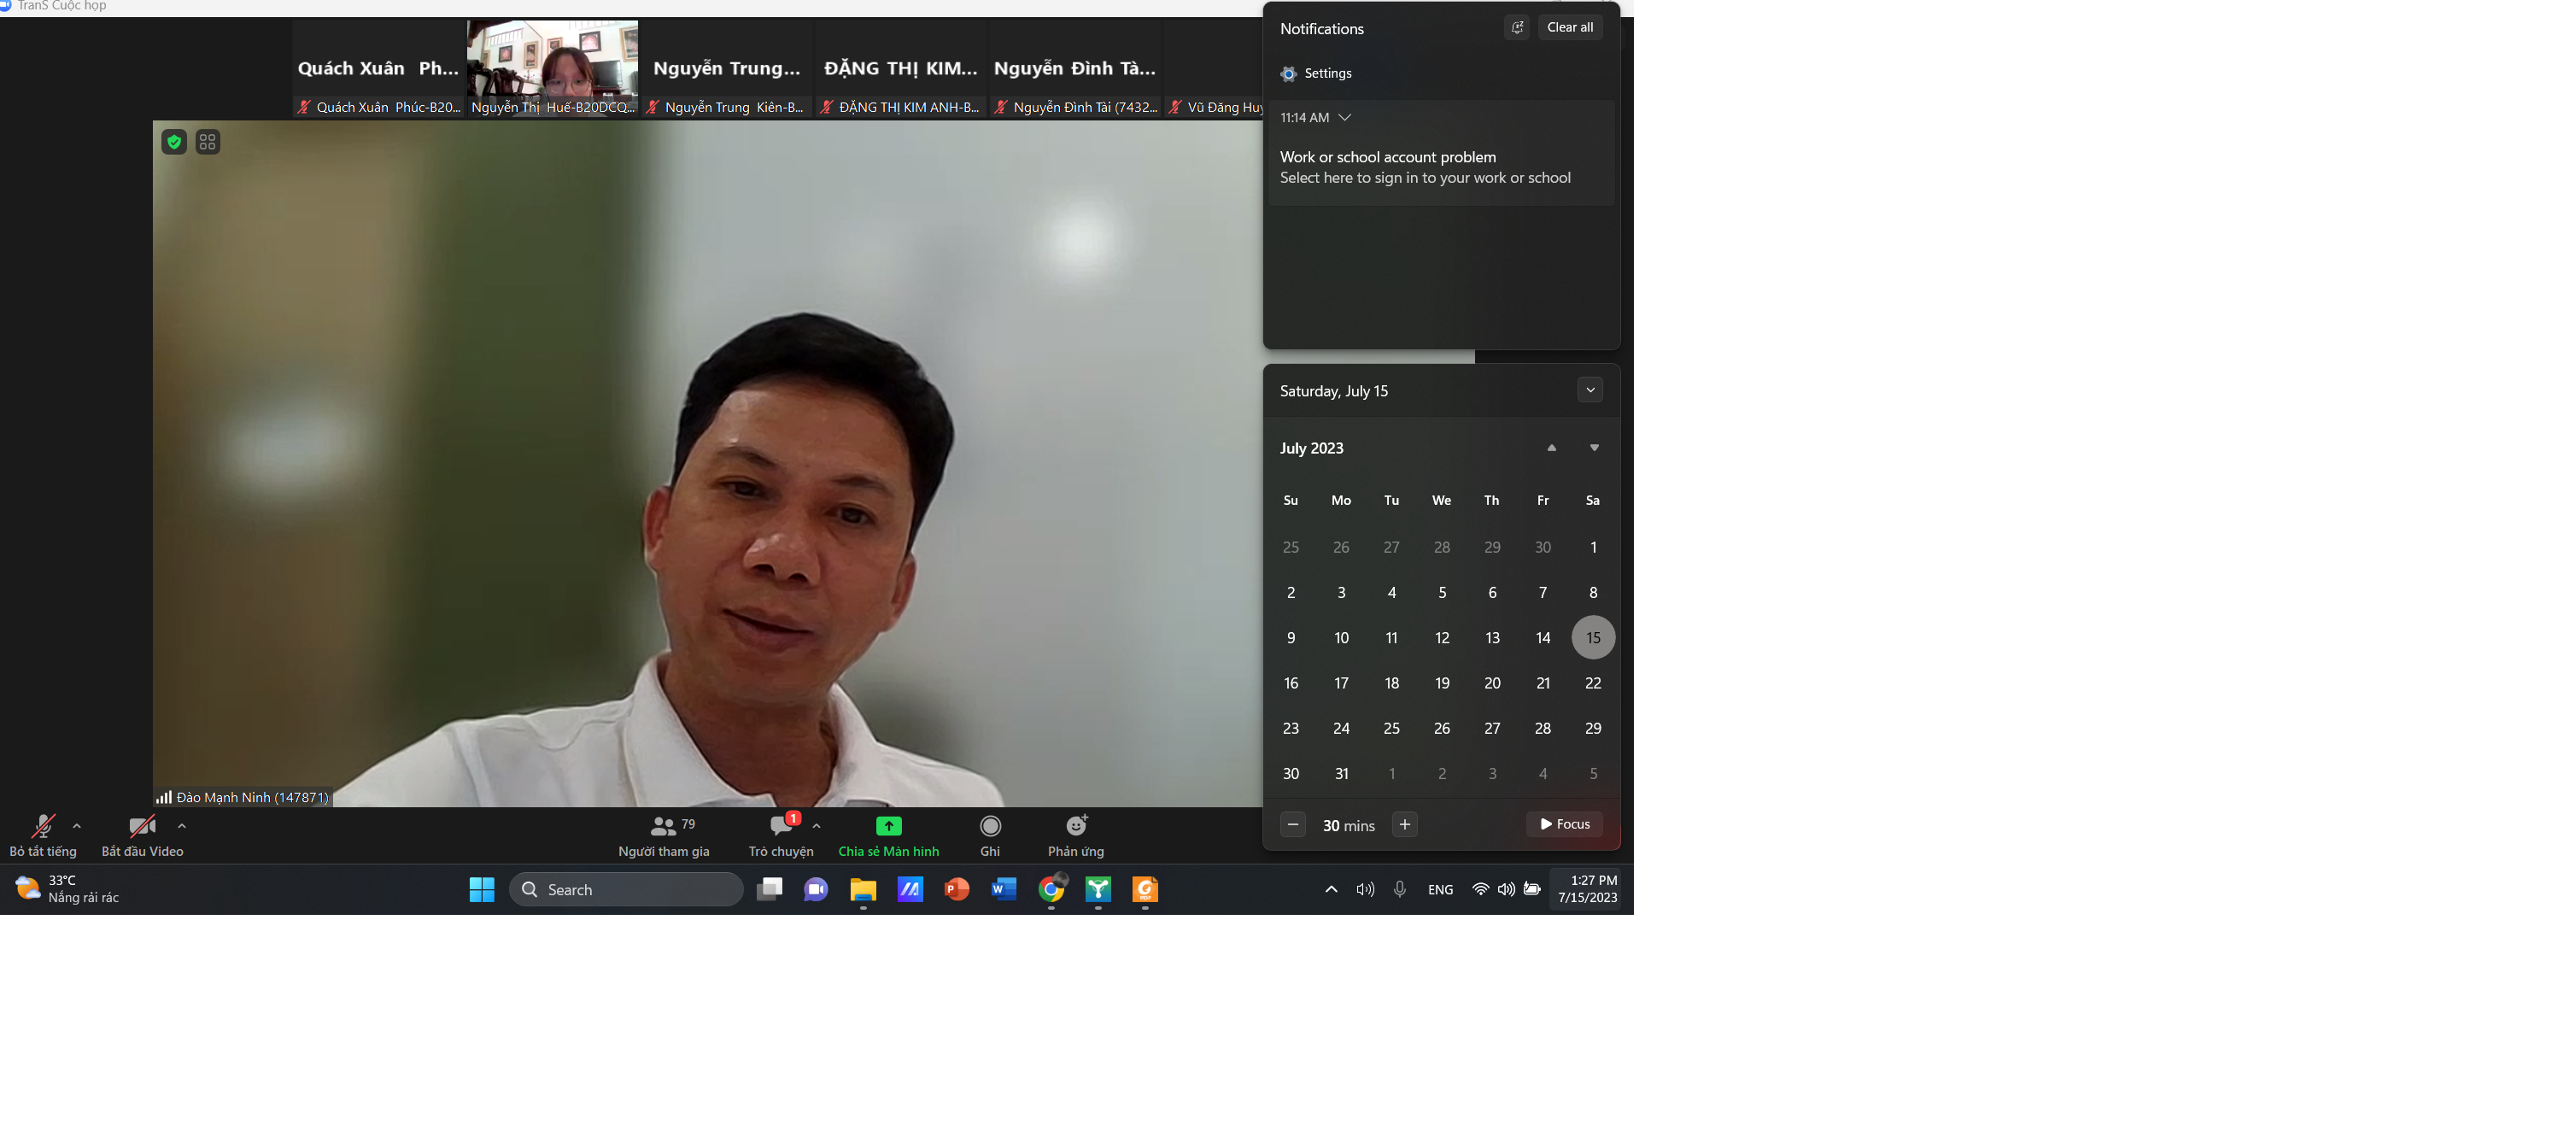 TranS Cuộc họp
Quách Xuân Ph...
Nguyễn Trung...
ĐẶNG THỊ KIM...
Nguyễn Đình Tà...
Quách Xuân Phúc-B20...
Nguyễn Thị Huế-B20DCQ...
Nguyễn Trung Kiên-B...
ĐẶNG THỊ KIM ANH-B...
Nguyễn Đình Tài (7432...
Vũ Đăng Huy
Đào Mạnh Ninh (147871)
Notifications
Clear all
Settings
11:14 AM
Work or school account problem
Select here to sign in to your work or school
Saturday, July 15
July 2023
Su Mo Tu We Th Fr Sa
25 26 27 28 29 30 1
2 3 4 5 6 7 8
9 10 11 12 13 14 15
16 17 18 19 20 21 22
23 24 25 26 27 28 29
30 31 1 2 3 4 5
30 mins
Focus
Bỏ tắt tiếng
Bắt đầu Video
79
Người tham gia
1
Trò chuyện
Chia sẻ Màn hình
Ghi
Phản ứng
33°C
Nắng rải rác
Search
ENG
1:27 PM
7/15/2023